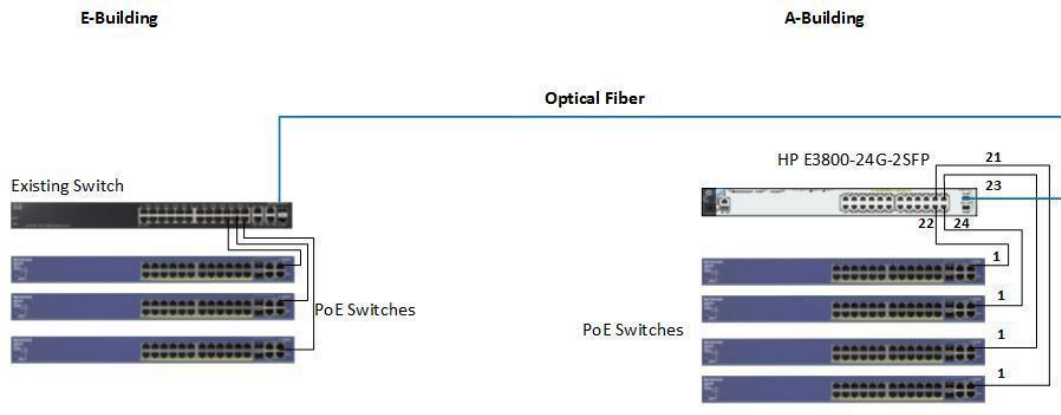 E-Building
A-Building
Optical Fiber
HP E3800-24G-2SFP
21
Existing Switch
23
22
24
1
1
PoE Switches
PoE Switches
1
1